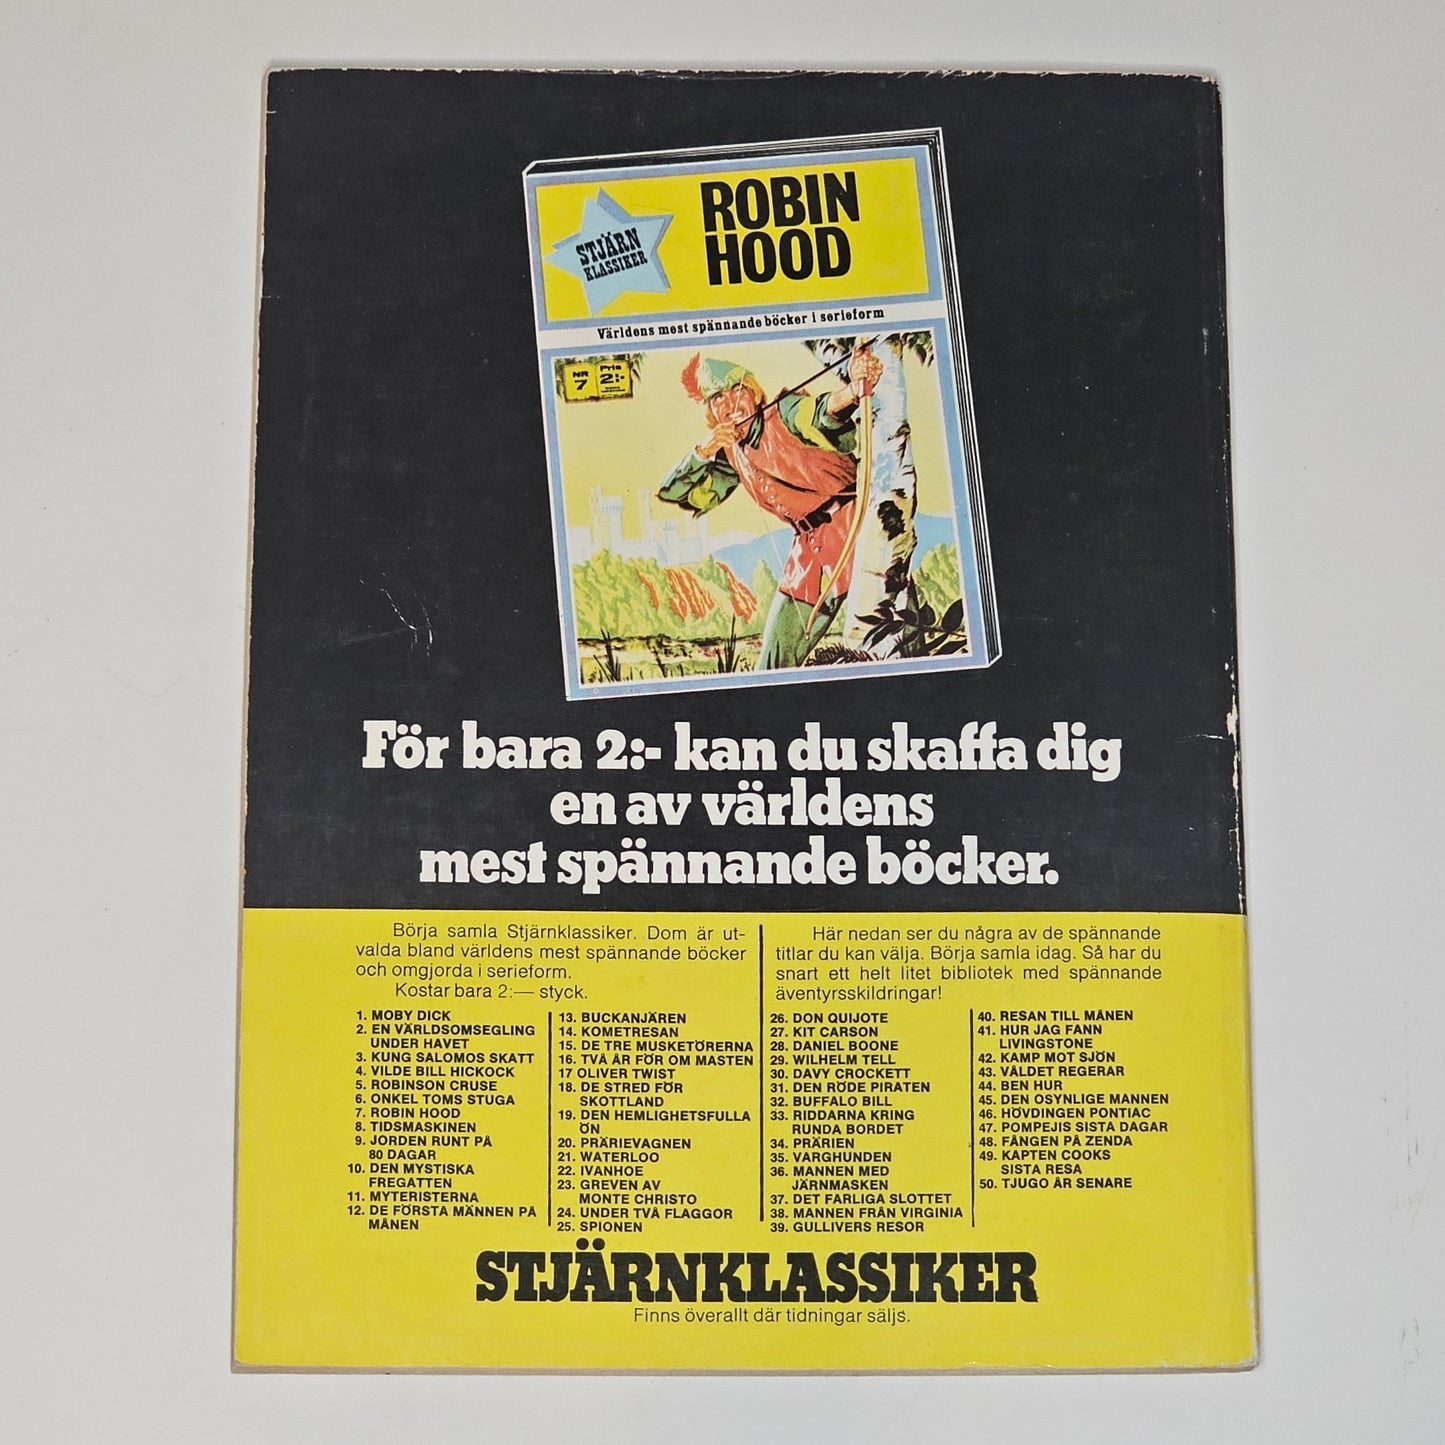 STJÄRN
KLASSIKER
ROBIN
HOOD
Världens mest spännande böcker i serieform
NR
7
Pris
2:-
För bara 2:- kan du skaffa dig
en av världens
mest spännande böcker.
Börja samla Stjärnklassiker. Dom är ut-
valda bland världens mest spännande böcker
och omgjorda i serieform.
Kostar bara 2:— styck.
Här nedan ser du några av de spännande
titlar du kan välja. Börja samla idag. Så har du
snart ett helt litet bibliotek med spännande
äventyrsskildringar!
1. MOBY DICK
2. EN VÄRLDSOMSEGLING
UNDER HAVET
3. KUNG SALOMOS SKATT
4. VILDE BILL HICKOCK
5. ROBINSON CRUSE
6. ONKEL TOMS STUGA
7. ROBIN HOOD
8. TIDSMASKINEN
9. JORDEN RUNT PÅ
80 DAGAR
10. DEN MYSTISKA
FREGATTEN
11. MYTERISTERNA
12. DE FÖRSTA MÄNNEN PÅ
MÅNEN
13. BUCKANJÄREN
14. KOMETRESAN
15. DE TRE MUSKETÖRERNA
16. TVÅ ÅR FÖR OM MASTEN
17 OLIVER TWIST
18. DE STRED FÖR
SKOTTLAND
19. DEN HEMLIGHETSFULLA
ÖN
20. PRÄRIEVAGNEN
21. WATERLOO
22. IVANHOE
23. GREVEN AV
MONTE CHRISTO
24. UNDER TVÅ FLAGGOR
25. SPIONEN
26. DON QUIJOTE
27. KIT CARSON
28. DANIEL BOONE
29. WILHELM TELL
30. DAVY CROCKETT
31. DEN RÖDE PIRATEN
32. BUFFALO BILL
33. RIDDARNA KRING
RUNDA BORDET
34. PRÄRIEN
35. VARGHUNDEN
36. MANNEN MED
JÄRNMASKEN
37. DET FARLIGA SLOTTET
38. MANNEN FRÅN VIRGINIA
39. GULLIVERS RESOR
40. RESAN TILL MÅNEN
41. HUR JAG FANN
LIVINGSTONE
42. KAMP MOT SJÖN
43. VÅLDET REGERAR
44. BEN HUR
45. DEN OSYNLIGE MANNEN
46. HÖVDINGEN PONTIAC
47. POMPEJIS SISTA DAGAR
48. FÅNGEN PÅ ZENDA
49. KAPTEN COOKS
SISTA RESA
50. TJUGO ÅR SENARE
STJÄRNKLASSIKER
Finns överallt där tidningar säljs.